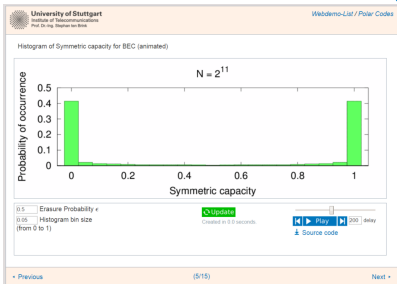 University of Stuttgart
Institute of Telecommunications
Prof. Dr.-Ing. Stephan ten Brink
Webdemo-List / Polar Codes
Histogram of Symmetric capacity for BEC (animated)
N = 2^11
Probability of occurrence
0.5
0.4
0.3
0.2
0.1
0
0 0.2 0.4 0.6 0.8 1
Symmetric capacity
0.5 Erasure Probability ϵ
0.05 Histogram bin size
(from 0 to 1)
Update
Created in 0.9 seconds.
Play 200 delay
Source code
Previous (5/15) Next